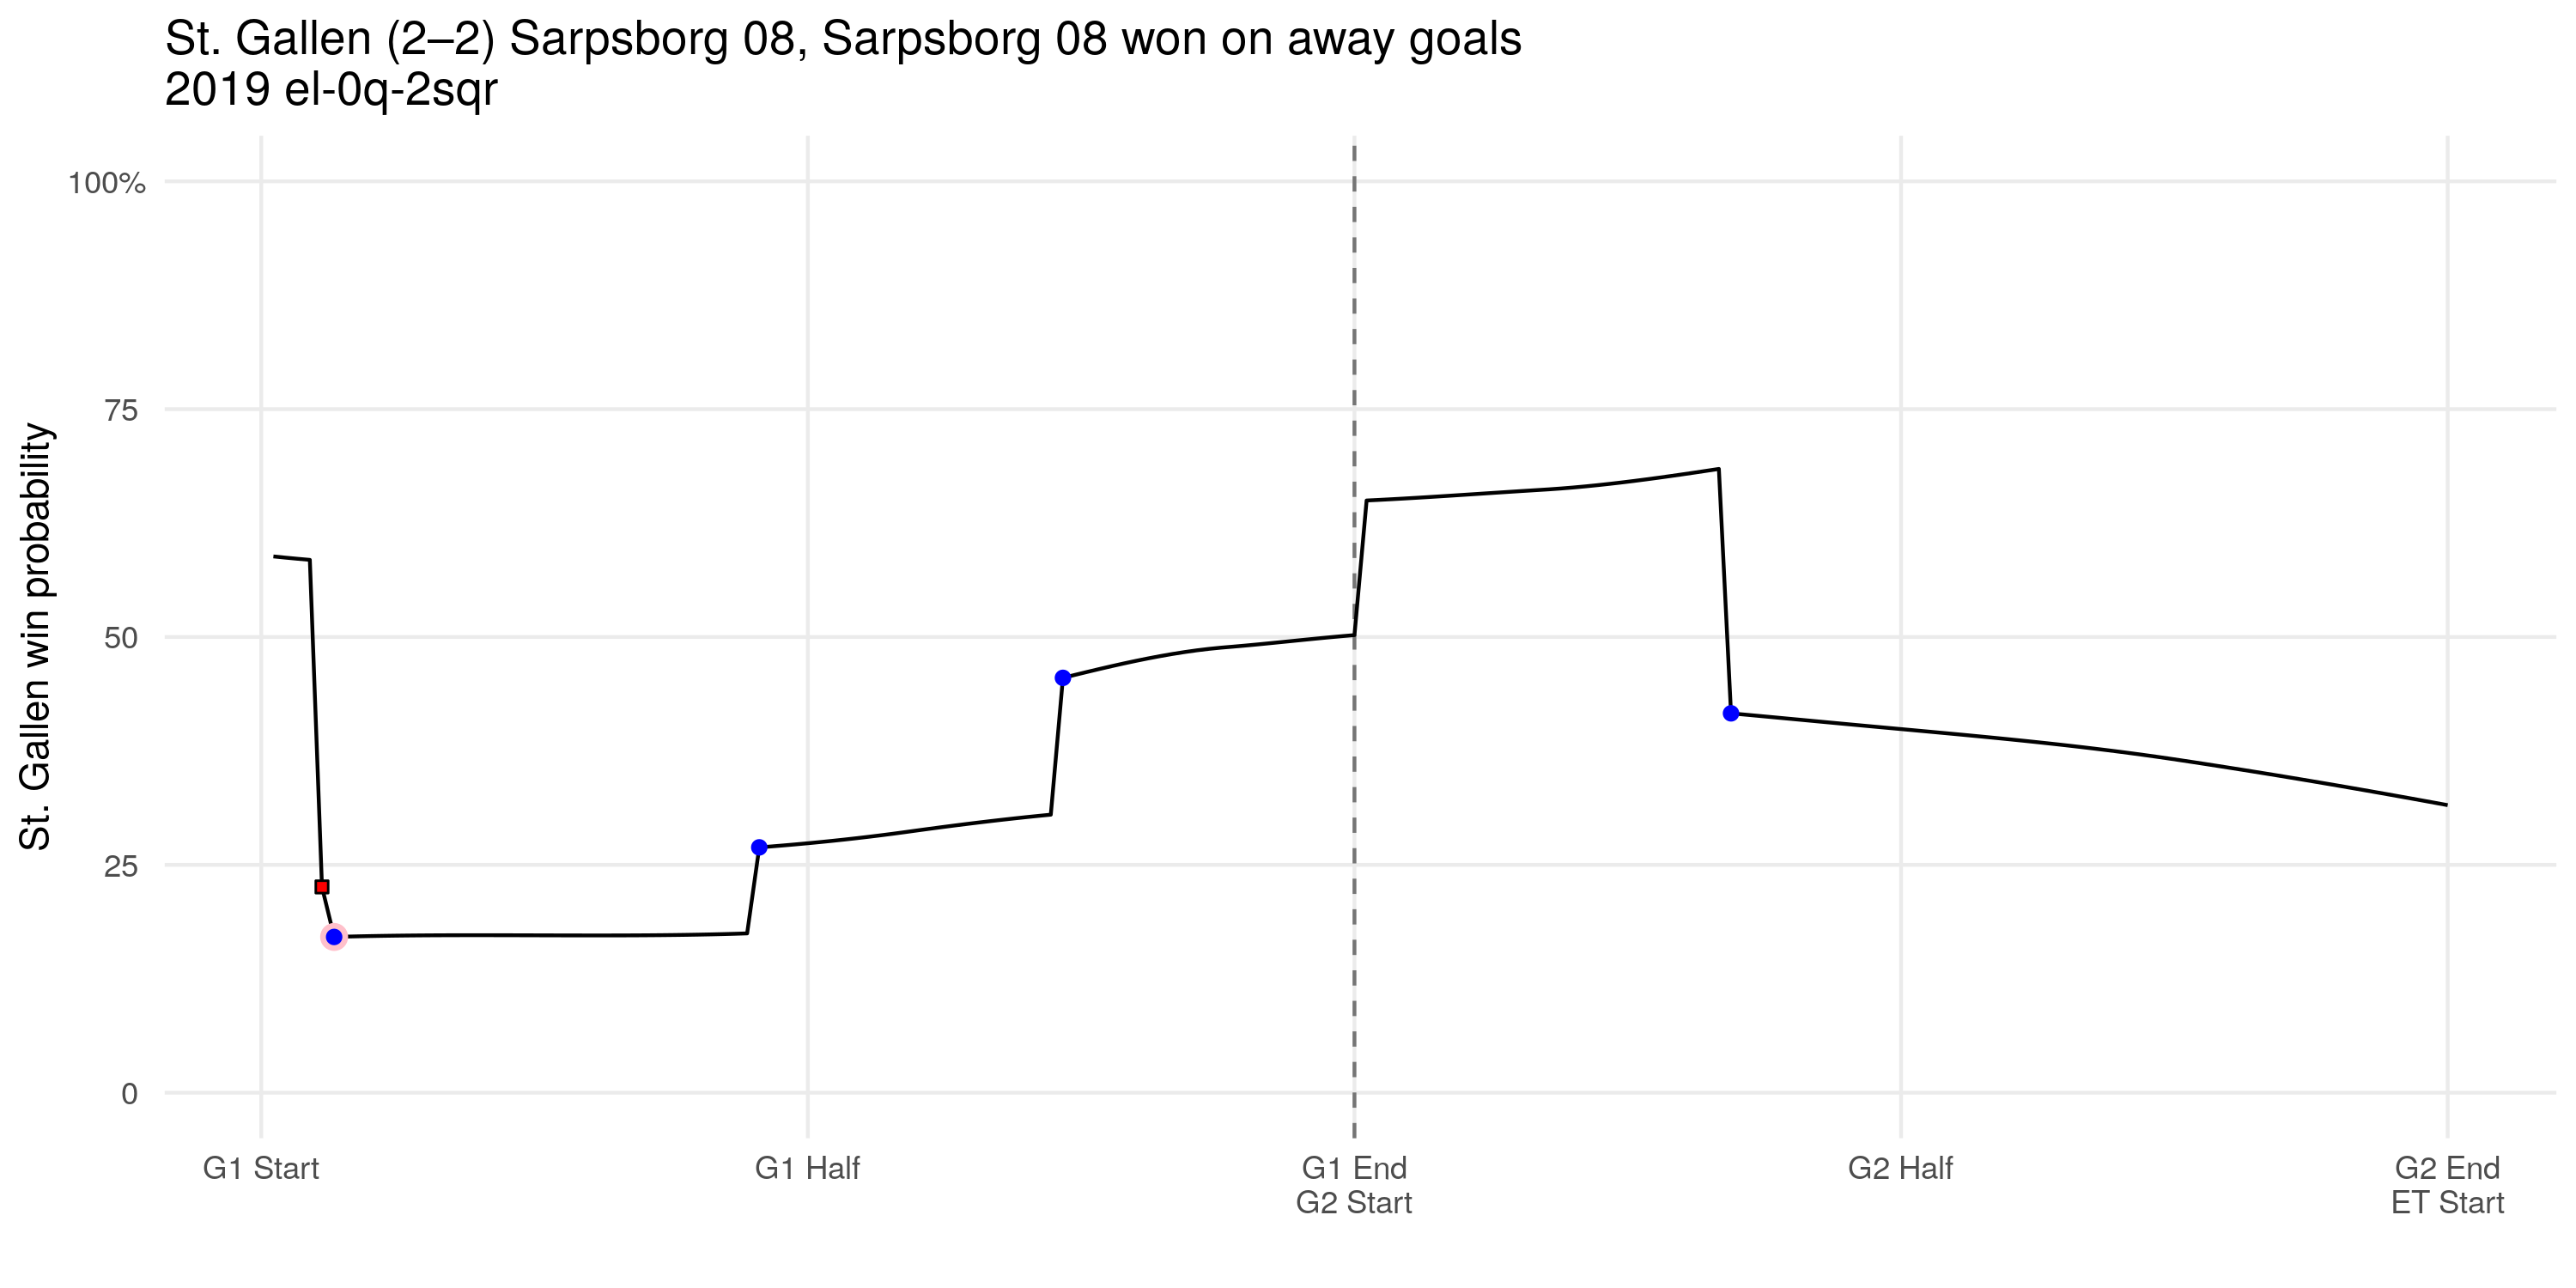 St. Gallen (2–2) Sarpsborg 08, Sarpsborg 08 won on away goals
2019 el-0q-2sqr
St. Gallen win probability
100%
75
50
25
0
G1 Start
G1 Half
G1 End
G2 Start
G2 Half
G2 End
ET Start